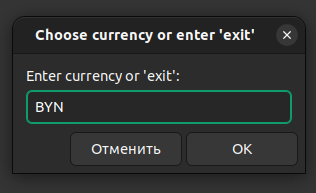 Choose currency or enter 'exit'
Enter currency or 'exit':
BYN
Отменить OK